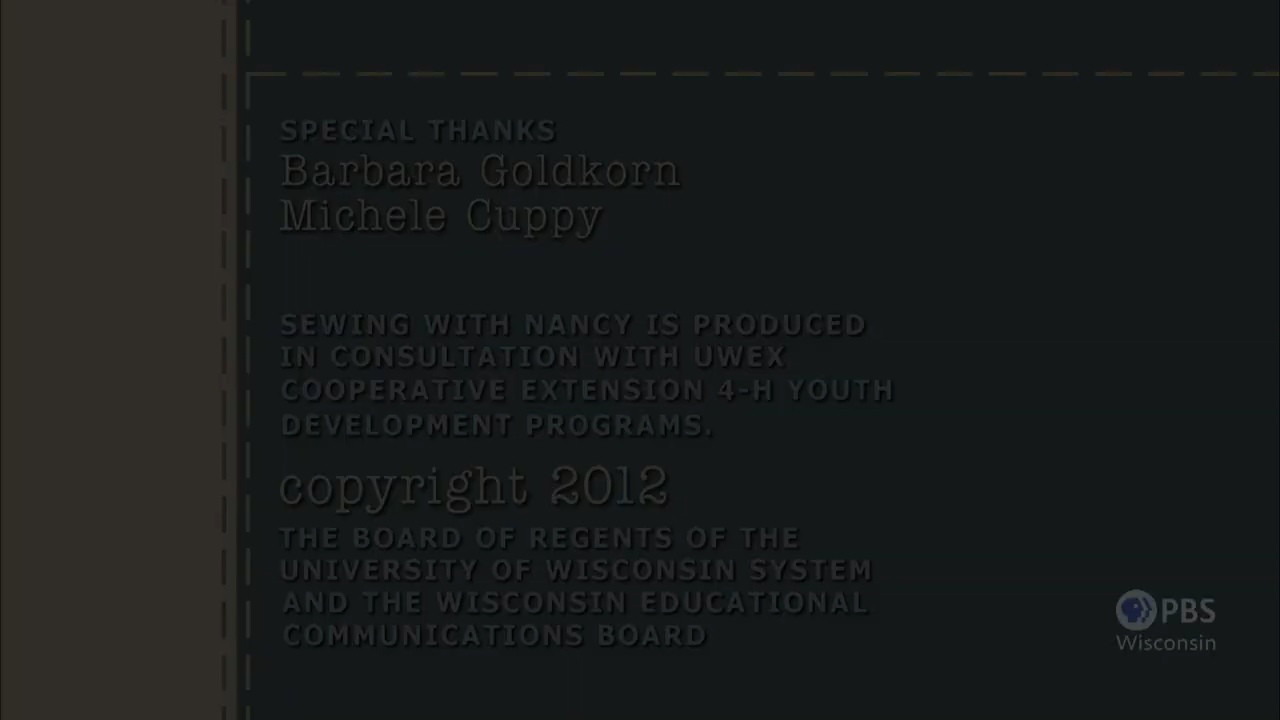 SPECIAL THANKS
Barbara Goldkorn
Michele Cuppy
SEWING WITH NANCY IS PRODUCED
IN CONSULTATION WITH UWEX
COOPERATIVE EXTENSION 4-H YOUTH
DEVELOPMENT PROGRAMS.
copyright 2012
THE BOARD OF REGENTS OF THE
UNIVERSITY OF WISCONSIN SYSTEM
AND THE WISCONSIN EDUCATIONAL
COMMUNICATIONS BOARD
PBS
Wisconsin